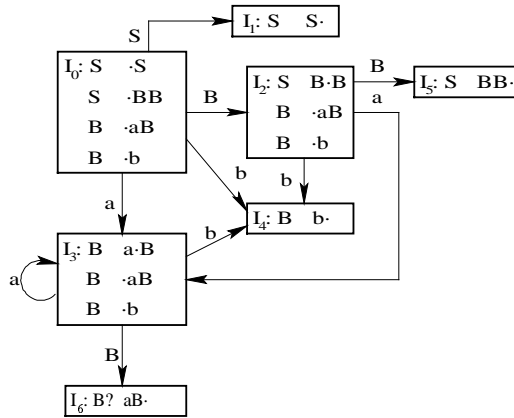 S
I₁: S S·
I₀: S ·S
S ·BB
B ·aB
B ·b
B
I₂: S B·B
B ·aB
B ·b
B
a
I₅: S BB·
b
b
I₄: B b·
a
b
I₃: B a·B
B ·aB
B ·b
a
B
I₆: B? aB·